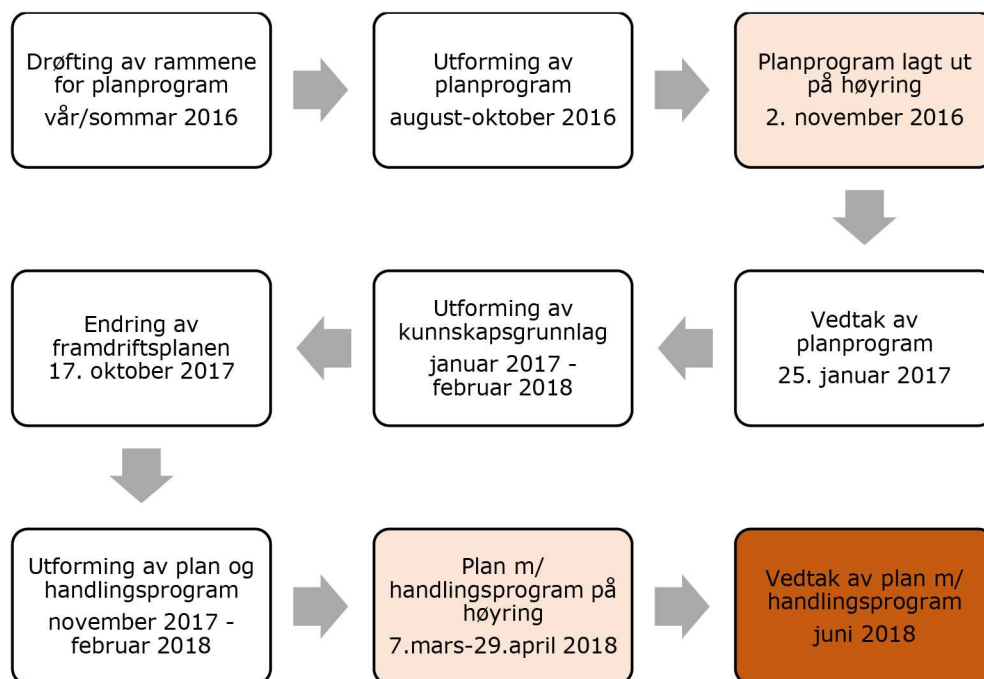 Drøfting av rammene
for planprogram
vår/sommar 2016
Utforming av
planprogram
august-oktober 2016
Planprogram lagt ut
på høyring
2. november 2016
Vedtak av
planprogram
25. januar 2017
Utforming av
kunnskapsgrunnlag
januar 2017 -
februar 2018
Endring av
framdriftsplanen
17. oktober 2017
Utforming av plan og
handlingsprogram
november 2017 -
februar 2018
Plan m/
handlingsprogram på
høyring
7.mars-29.april 2018
Vedtak av plan m/
handlingsprogram
juni 2018